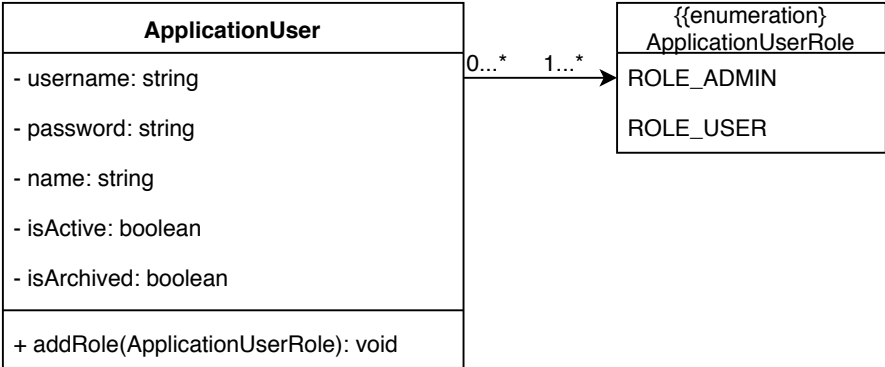 ApplicationUser
- username: string
- password: string
- name: string
- isActive: boolean
- isArchived: boolean
+ addRole(ApplicationUserRole): void
0...*
1...*
{{enumeration}
ApplicationUserRole
ROLE_ADMIN
ROLE_USER